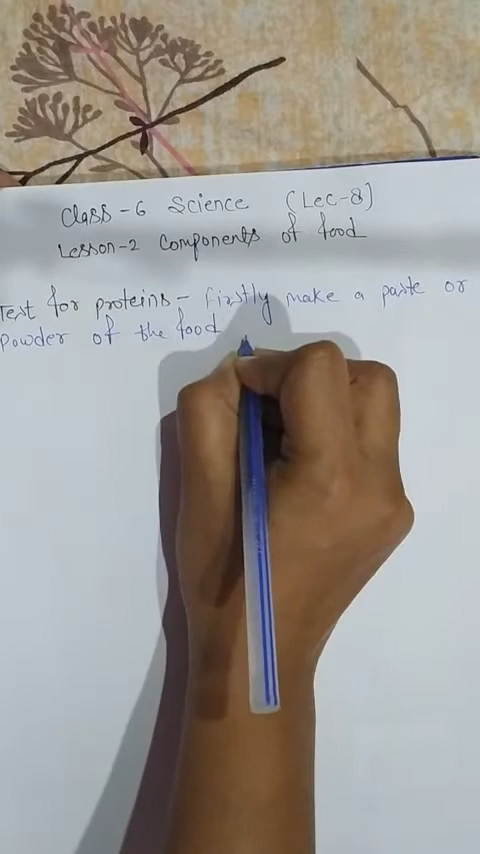 Class-6 Science (Lec-8)
Lesson-2 Components of food
Test for proteins - Firstly make a paste or
Powder of the food